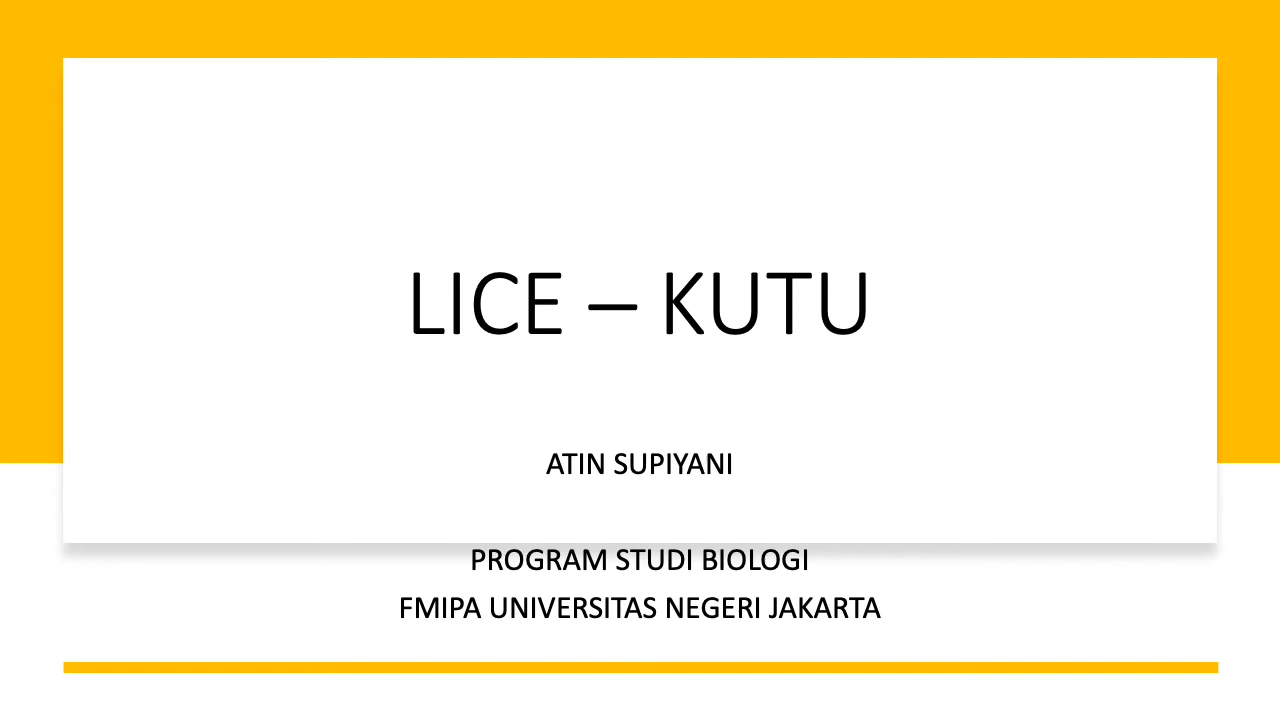 LICE – KUTU
ATIN SUPIYANI
PROGRAM STUDI BIOLOGI
FMIPA UNIVERSITAS NEGERI JAKARTA